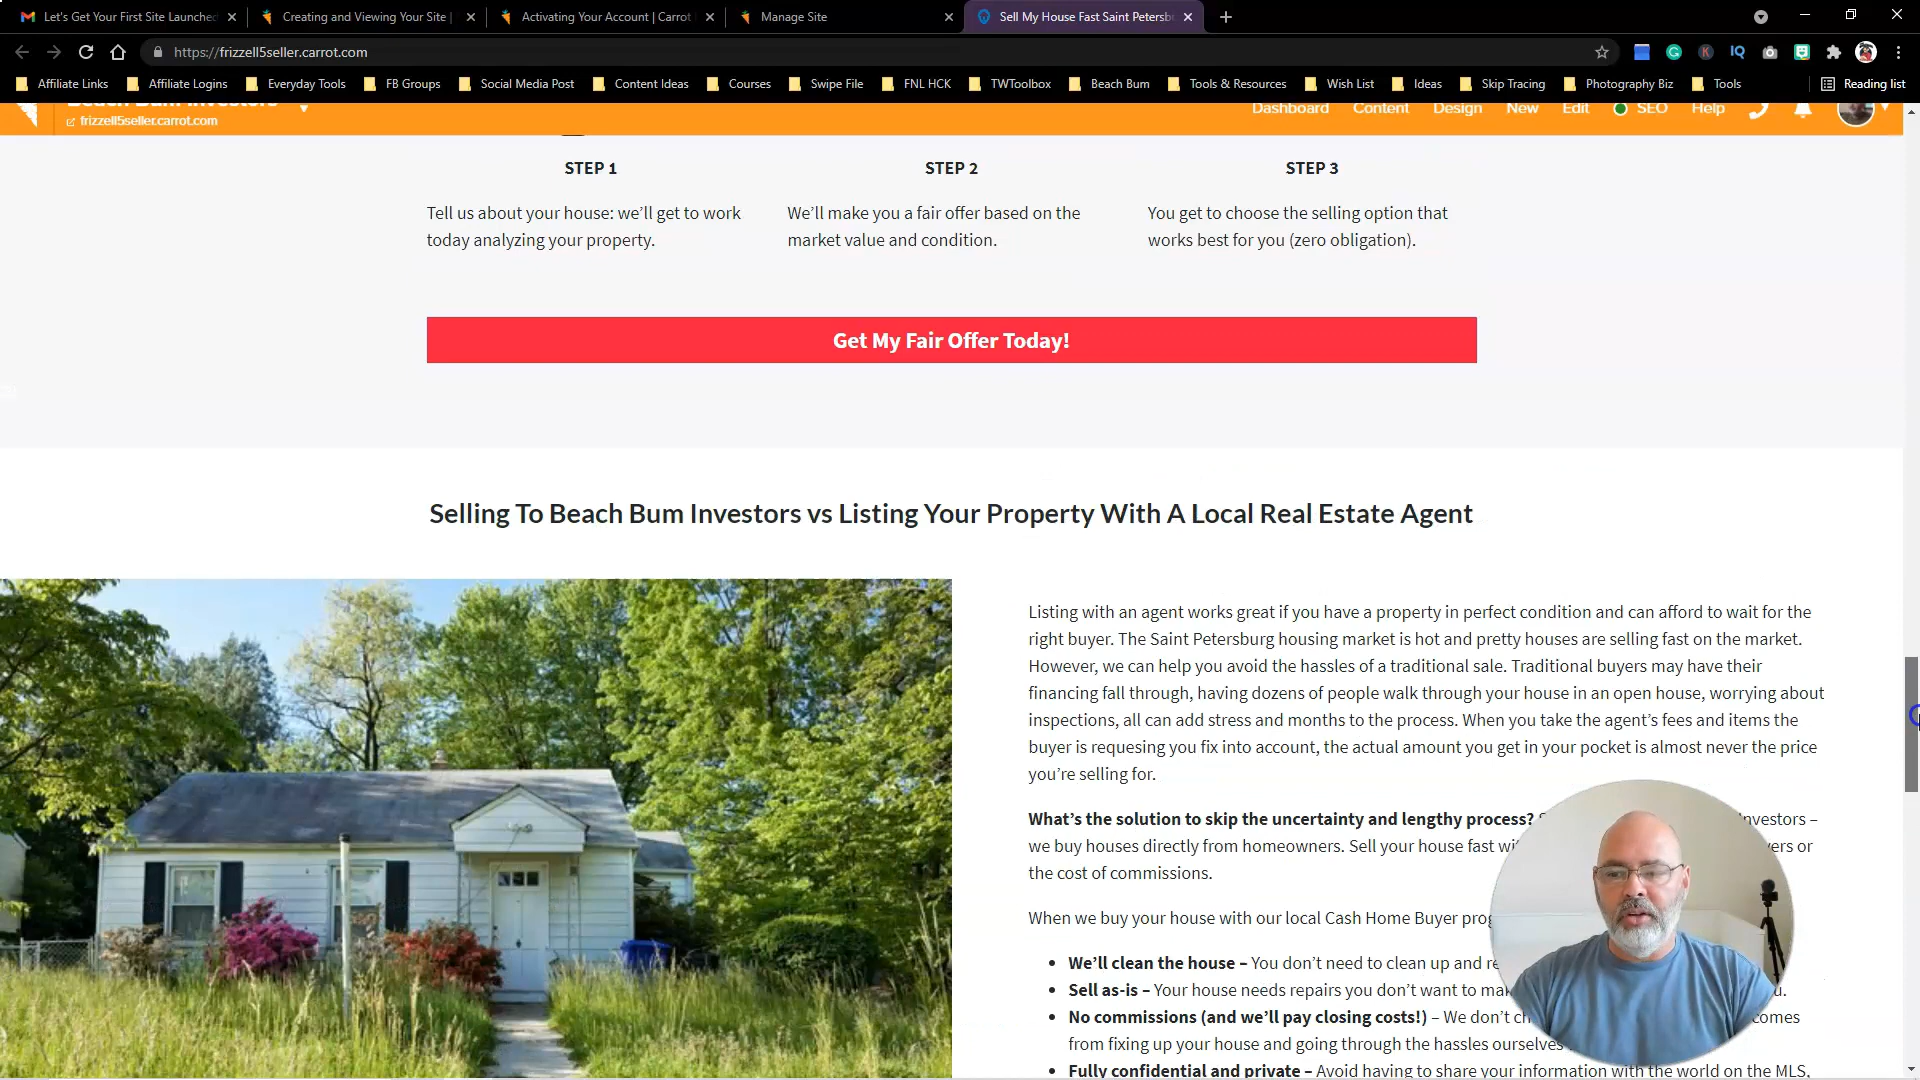 Let's Get Your First Site Launche
Creating and Viewing Your Site |
Activating Your Account | Carrot
Manage Site
Sell My House Fast Saint Petersb
https://frizzell5seller.carrot.com
Affiliate Links
Affiliate Logins
Everyday Tools
FB Groups
Social Media Post
Content Ideas
Courses
Swipe File
FNL HCK
TWToolbox
Beach Bum
Tools & Resources
Wish List
Ideas
Skip Tracing
Photography Biz
Tools
Reading list
Beach Bum Investors
frizzell5seller.carrot.com
Dashboard
Content
Design
New
Edit
SEO
Help
STEP 1
Tell us about your house: we’ll get to work
today analyzing your property.
STEP 2
We’ll make you a fair offer based on the
market value and condition.
STEP 3
You get to choose the selling option that
works best for you (zero obligation).
Get My Fair Offer Today!
Selling To Beach Bum Investors vs Listing Your Property With A Local Real Estate Agent
Listing with an agent works great if you have a property in perfect condition and can afford to wait for the
right buyer. The Saint Petersburg housing market is hot and pretty houses are selling fast on the market.
However, we can help you avoid the hassles of a traditional sale. Traditional buyers may have their
financing fall through, having dozens of people walk through your house in an open house, worrying about
inspections, all can add stress and months to the process. When you take the agent’s fees and items the
buyer is requesing you fix into account, the actual amount you get in your pocket is almost never the price
you’re selling for.
What’s the solution to skip the uncertainty and lengthy process? nvestors –
we buy houses directly from homeowners. Sell your house fast wi ers or
the cost of commissions.
When we buy your house with our local Cash Home Buyer prog
We’ll clean the house – You don’t need to clean up and re
Sell as-is – Your house needs repairs you don’t want to mak u.
No commissions (and we’ll pay closing costs!) – We don’t ch comes
from fixing up your house and going through the hassles ourselves
Fully confidential and private – Avoid having to share your information with the world on the MLS,